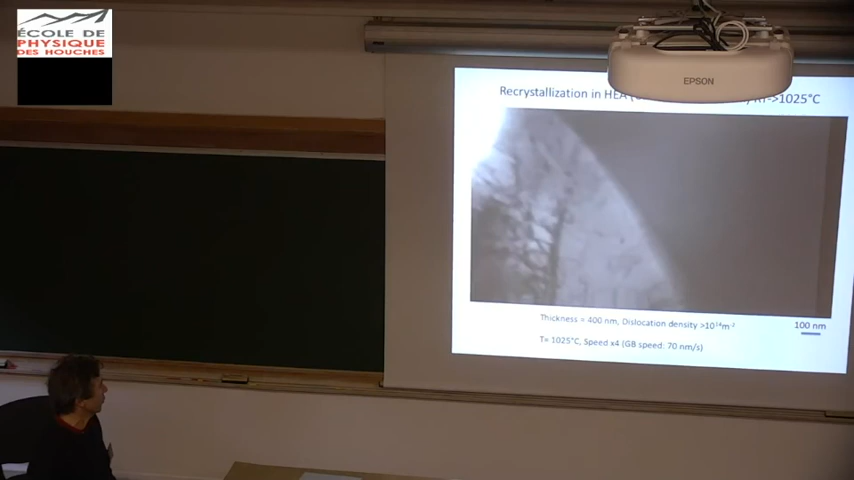 ÉCOLE DE
PHYSIQUE
DES HOUCHES
EPSON
Recrystallization in HEA ->1025°C
Thickness = 400 nm, Dislocation density >10¹⁴m⁻²
100 nm
T= 1025°C, Speed x4 (GB speed: 70 nm/s)